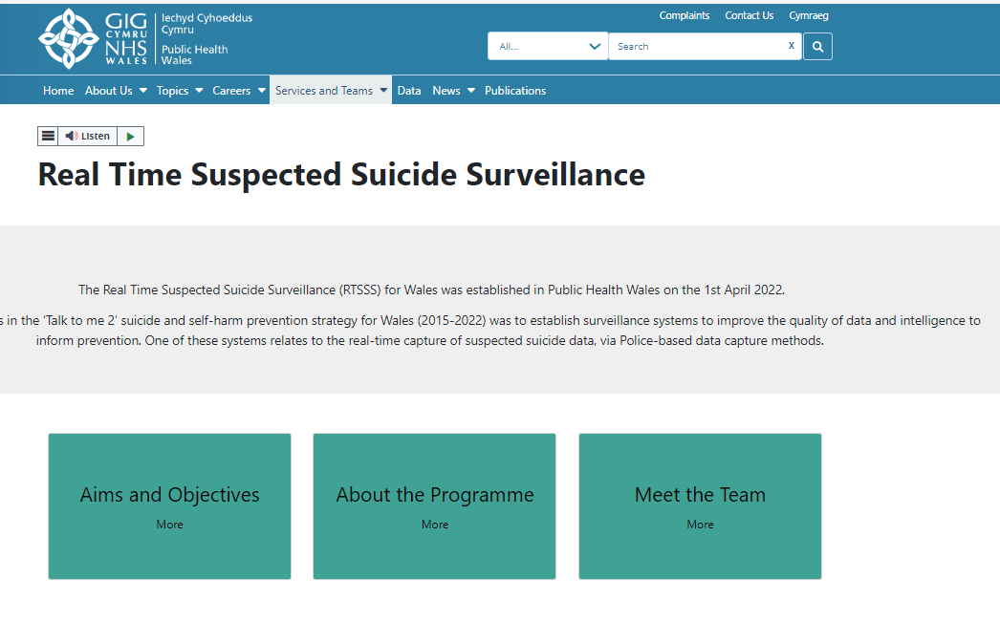 GIG
CYMRU
NHS
WALES
Iechyd Cyhoeddus
Cymru
Public Health
Wales
Complaints Contact Us Cymraeg
All... Search X
Home About Us Topics Careers Services and Teams Data News Publications
Listen
Real Time Suspected Suicide Surveillance
The Real Time Suspected Suicide Surveillance (RTSSS) for Wales was established in Public Health Wales on the 1st April 2022.
in the ‘Talk to me 2’ suicide and self-harm prevention strategy for Wales (2015-2022) was to establish surveillance systems to improve the quality of data and intelligence to
inform prevention. One of these systems relates to the real-time capture of suspected suicide data, via Police-based data capture methods.
Aims and Objectives
More
About the Programme
More
Meet the Team
More